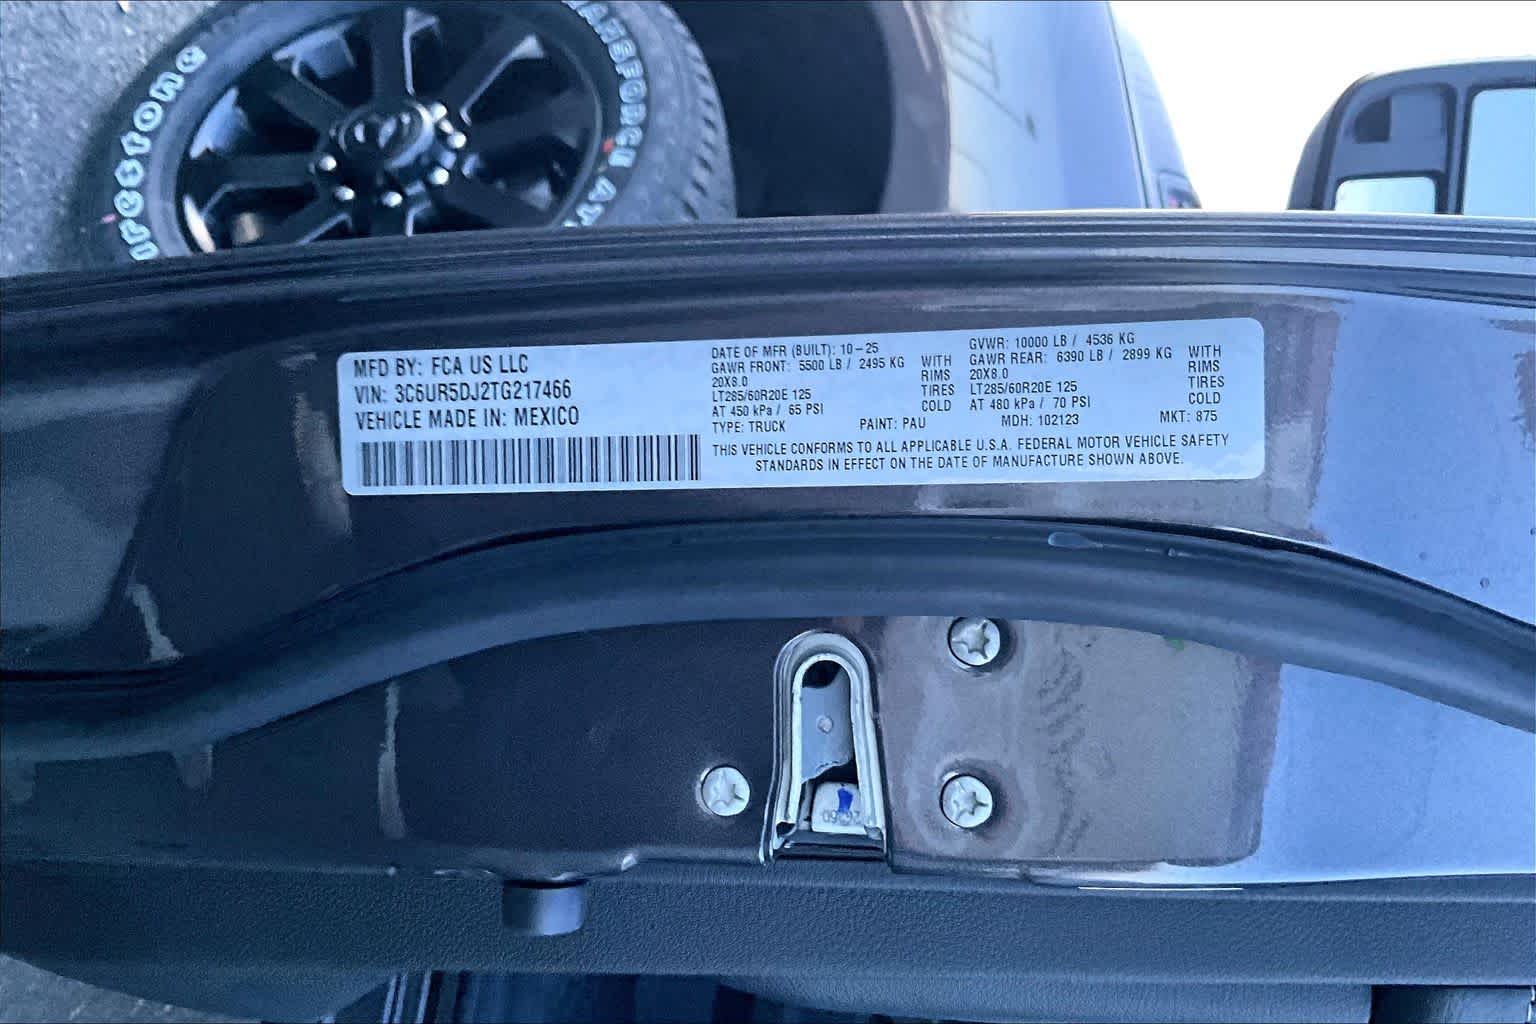 Firestone
TRANSFORCE AT
MFD BY: FCA US LLC
VIN: 3C6UR5DJ2TG217466
VEHICLE MADE IN: MEXICO
DATE OF MFR (BUILT): 10-25
GAWR FRONT: 5500 LB / 2495 KG WITH
20X8.0 RIMS
LT285/60R20E 125 TIRES
AT 450 kPa / 65 PSI COLD
TYPE: TRUCK
GVWR: 10000 LB / 4536 KG
GAWR REAR: 6390 LB / 2899 KG WITH
20X8.0 RIMS
LT285/60R20E 125 TIRES
AT 480 kPa / 70 PSI COLD
PAINT: PAU MDH: 102123 MKT: 875
THIS VEHICLE CONFORMS TO ALL APPLICABLE U.S.A. FEDERAL MOTOR VEHICLE SAFETY
STANDARDS IN EFFECT ON THE DATE OF MANUFACTURE SHOWN ABOVE.